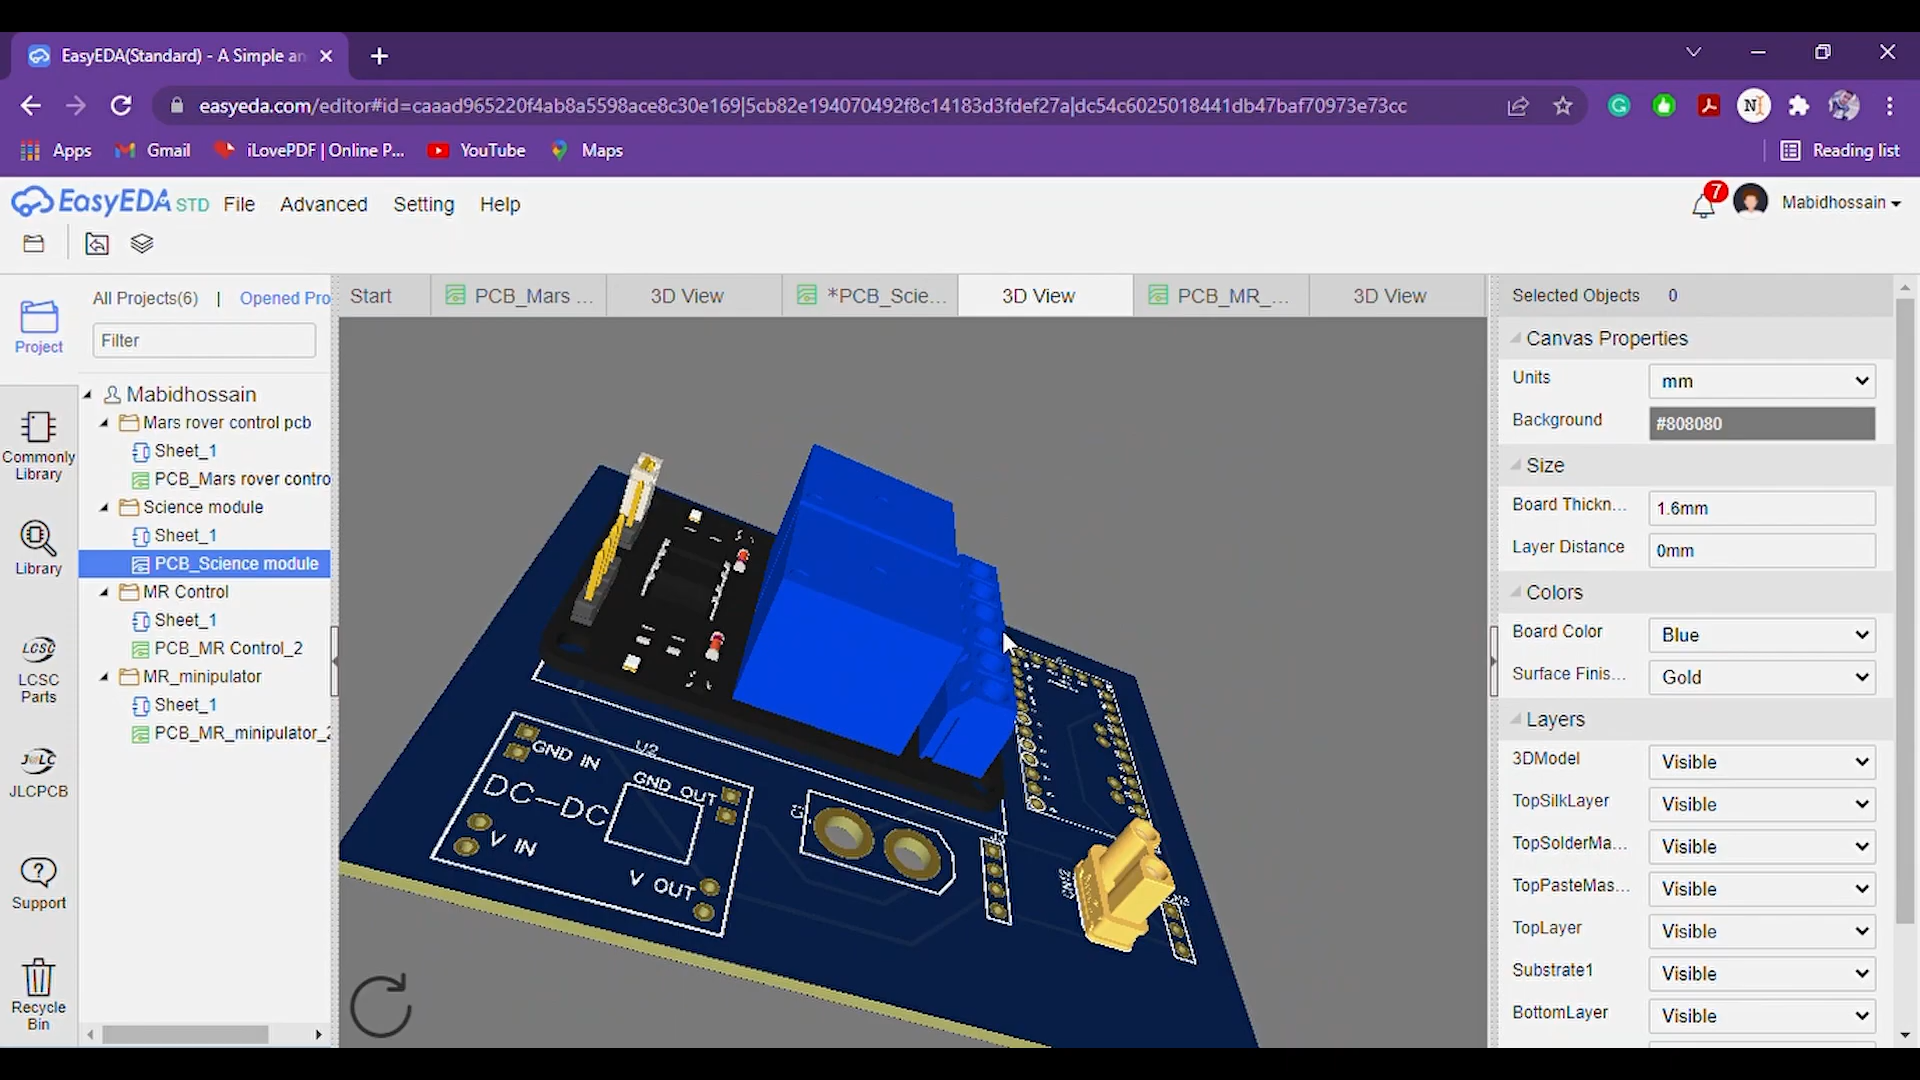 EasyEDA(Standard) - A Simple an
easyeda.com/editor#id=caaad965220f4ab8a5598ace8c30e169|5cb82e194070492f8c14183d3fdef27a|dc54c6025018441db47baf70973e73cc
Apps
Gmail
iLovePDF | Online P...
YouTube
Maps
Reading list
EasyEDA STD
File
Advanced
Setting
Help
7
Mabidhossain
All Projects(6) | Opened Pro
Start
PCB_Mars ...
3D View
*PCB_Scie...
3D View
PCB_MR_...
3D View
Project
Filter
Commonly
Library
Library
LCSC
LCSC
Parts
JLCPCB
Support
Recycle
Bin
Mabidhossain
Mars rover control pcb
Sheet_1
PCB_Mars rover contro
Science module
Sheet_1
PCB_Science module
MR Control
Sheet_1
PCB_MR Control_2
MR_minipulator
Sheet_1
PCB_MR_minipulator_2
U2
GND IN
GND OUT
DC-DC
V IN
V OUT
Selected Objects 0
Canvas Properties
Units mm
Background #808080
Size
Board Thickn... 1.6mm
Layer Distance 0mm
Colors
Board Color Blue
Surface Finis... Gold
Layers
3DModel Visible
TopSilkLayer Visible
TopSolderMa... Visible
TopPasteMas... Visible
TopLayer Visible
Substrate1 Visible
BottomLayer Visible